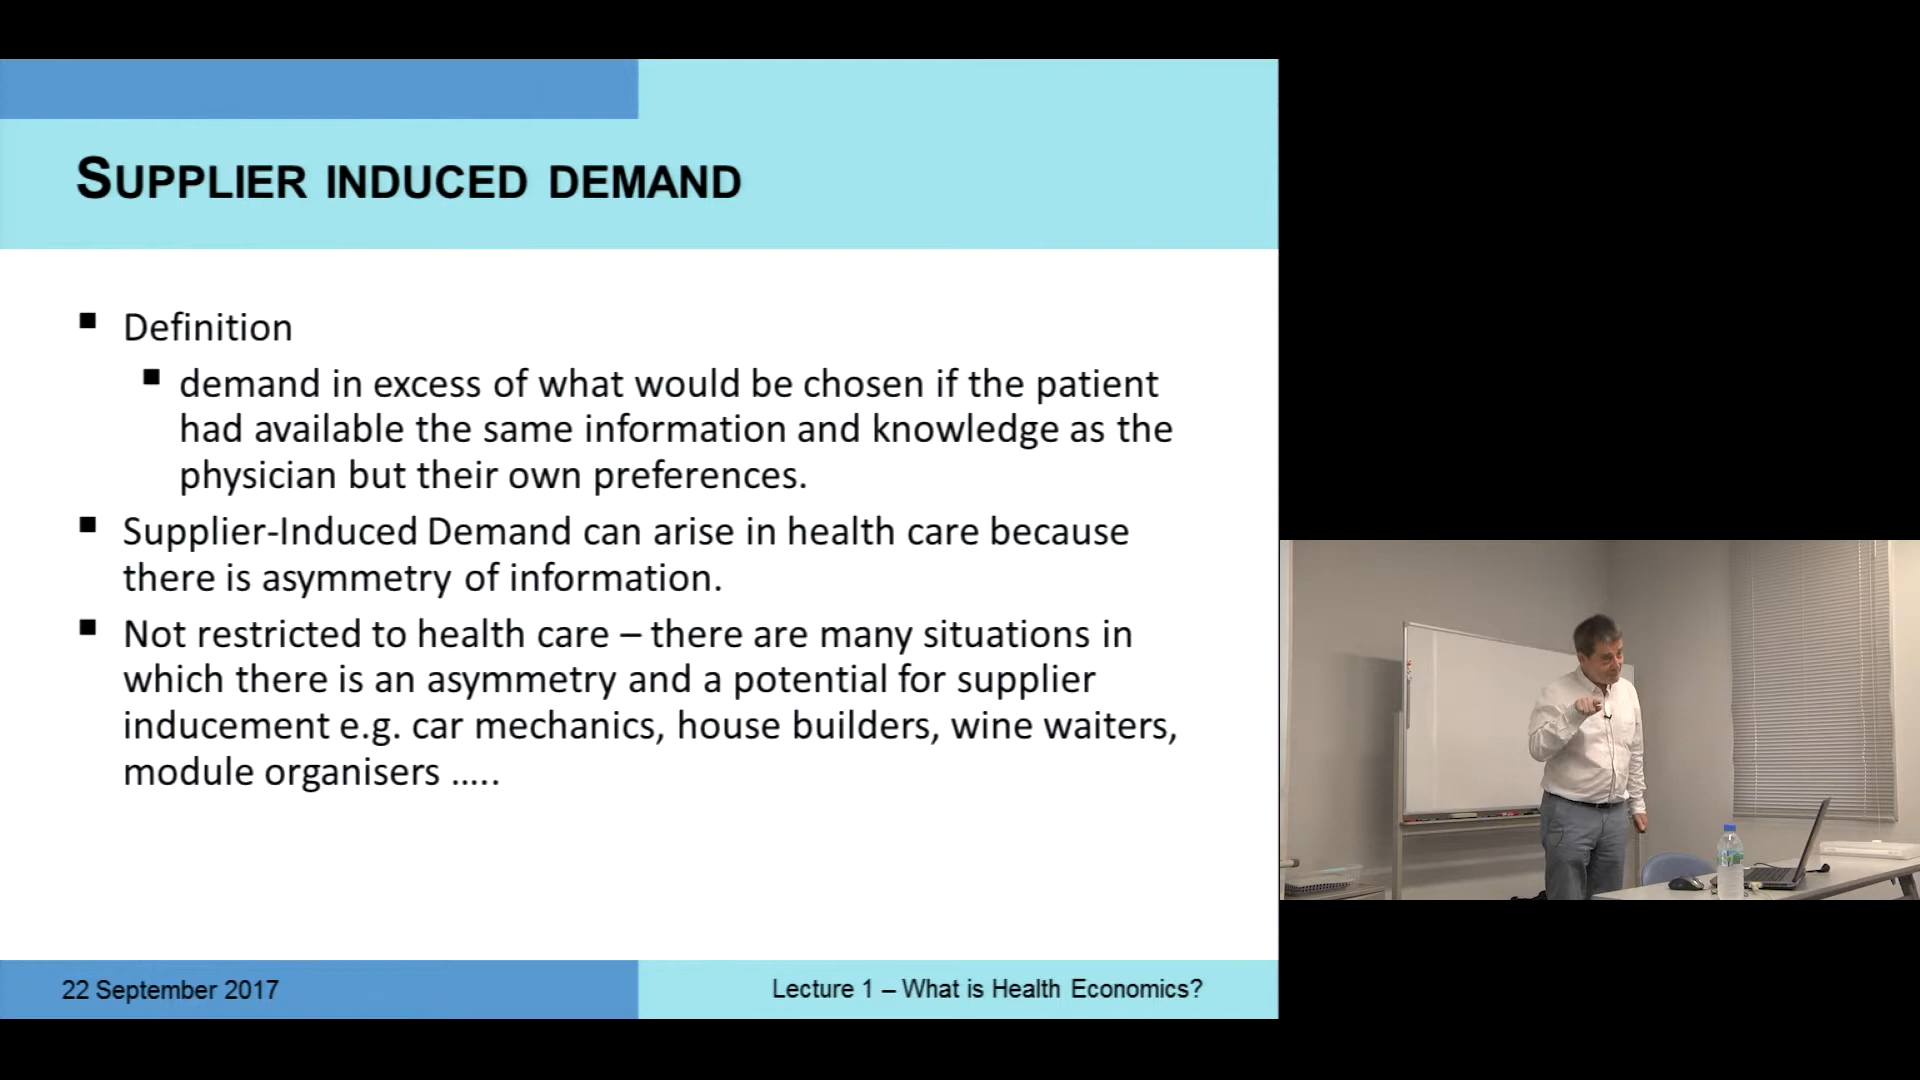 SUPPLIER INDUCED DEMAND
Definition
demand in excess of what would be chosen if the patient
had available the same information and knowledge as the
physician but their own preferences.
Supplier-Induced Demand can arise in health care because
there is asymmetry of information.
Not restricted to health care – there are many situations in
which there is an asymmetry and a potential for supplier
inducement e.g. car mechanics, house builders, wine waiters,
module organisers .....
22 September 2017
Lecture 1 – What is Health Economics?